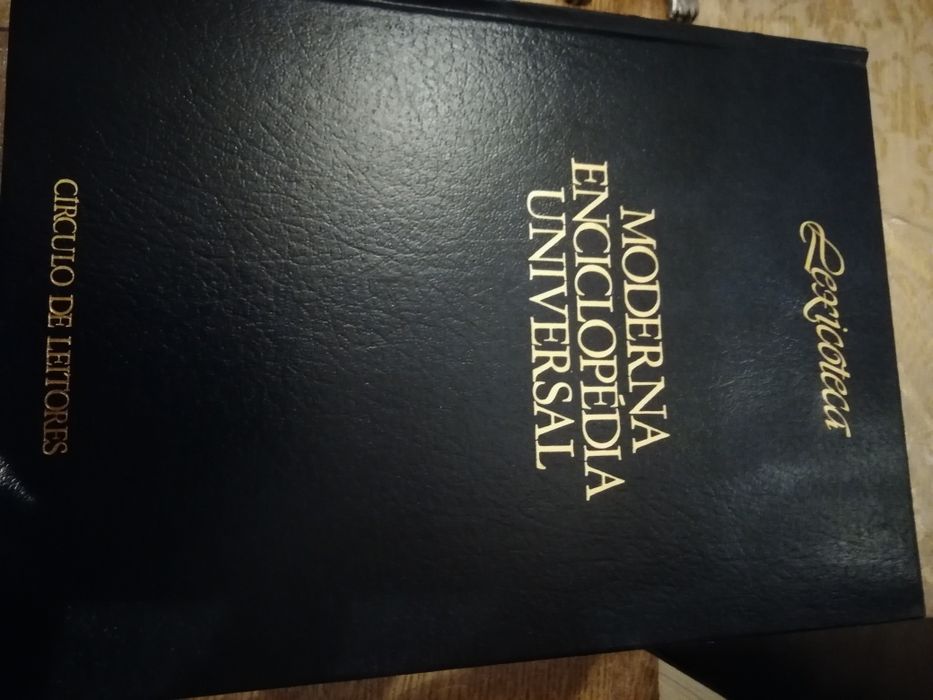 Lexicoteca
MODERNA
ENCICLOPÉDIA
UNIVERSAL
CÍRCULO DE LEITORES